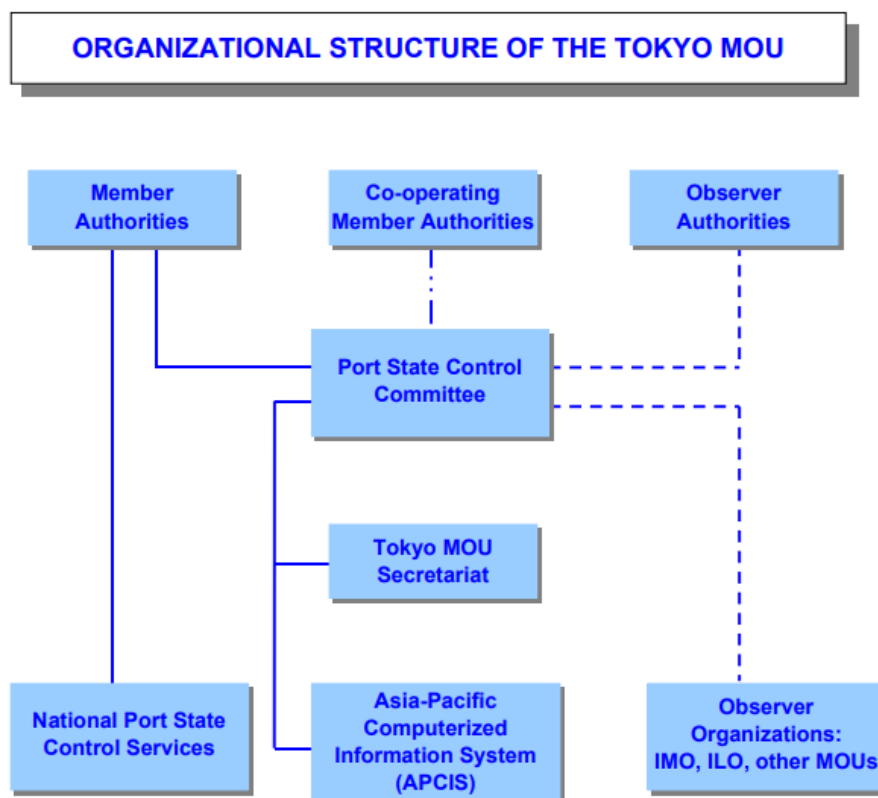 ORGANIZATIONAL STRUCTURE OF THE TOKYO MOU
Member
Authorities
Co-operating
Member Authorities
Observer
Authorities
Port State Control
Committee
Tokyo MOU
Secretariat
National Port State
Control Services
Asia-Pacific
Computerized
Information System
(APCIS)
Observer
Organizations:
IMO, ILO, other MOUs